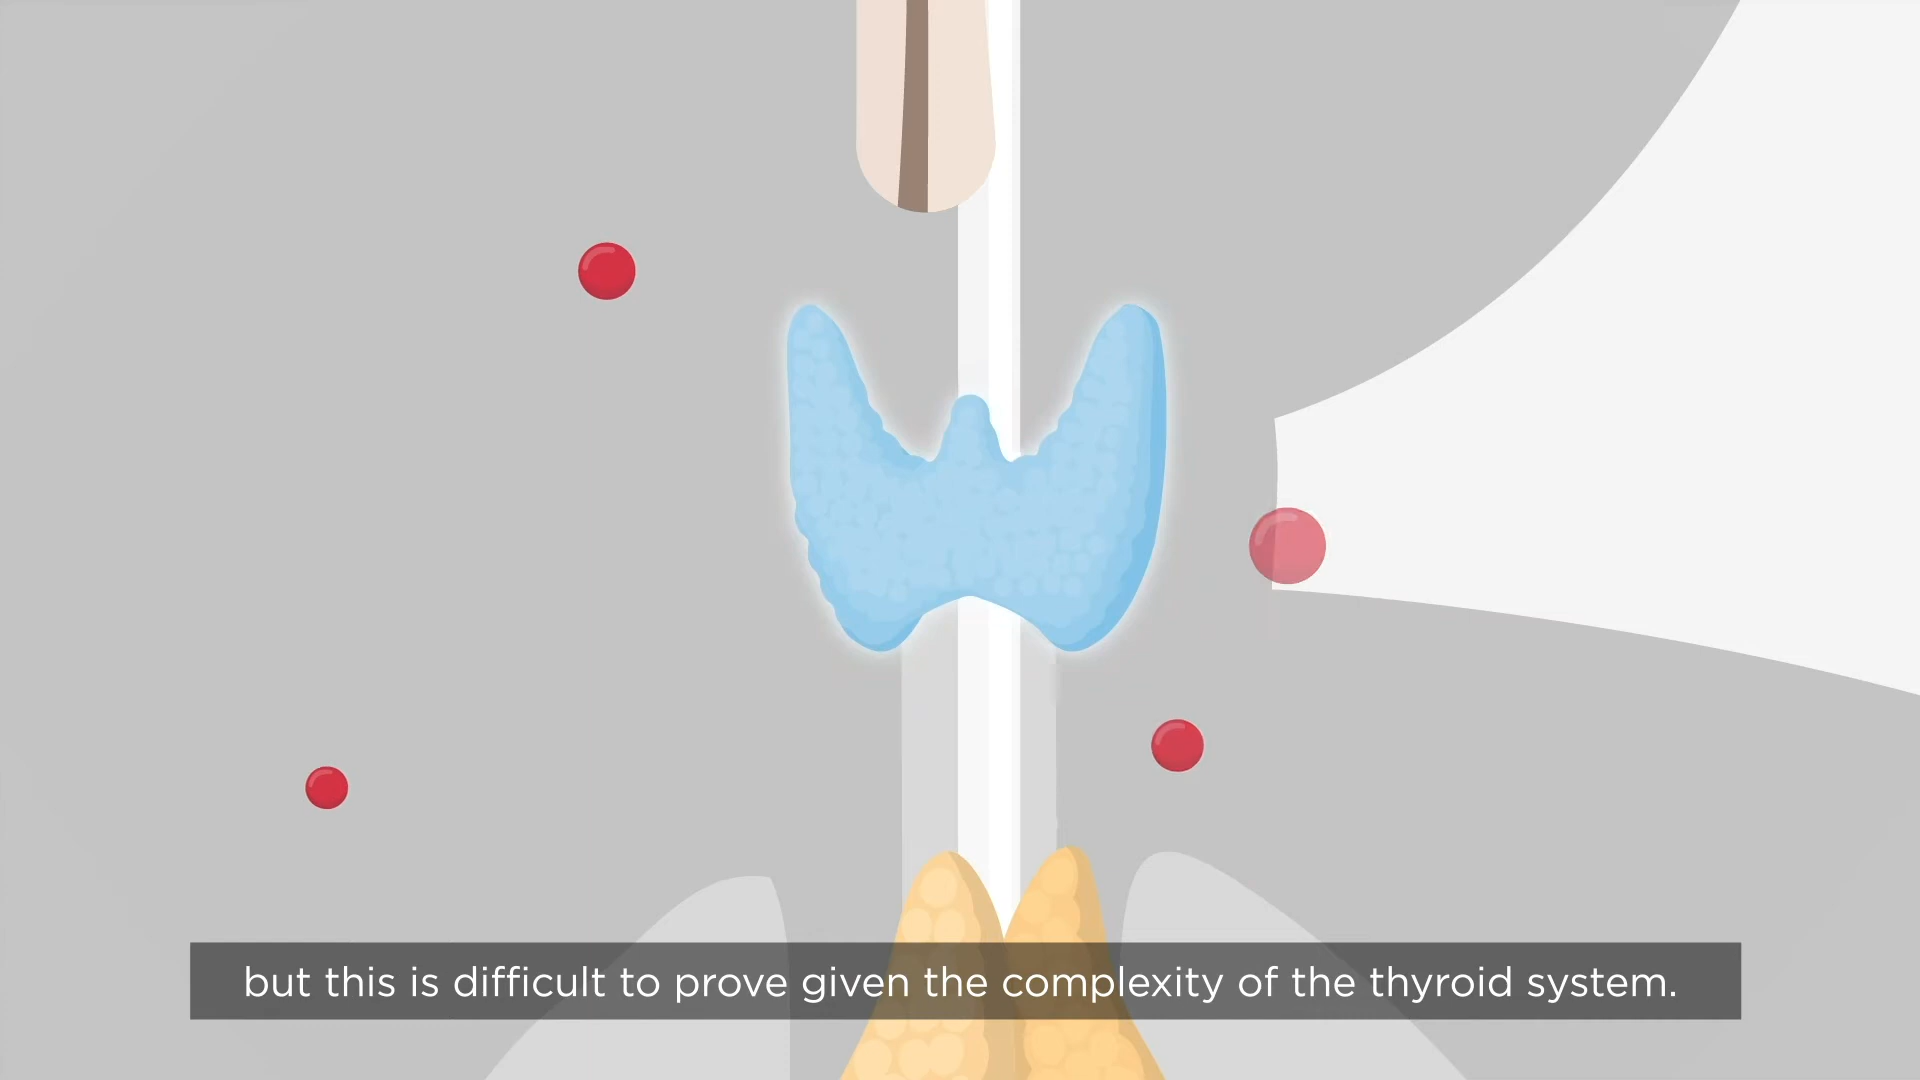 but this is difficult to prove given the complexity of the thyroid system.